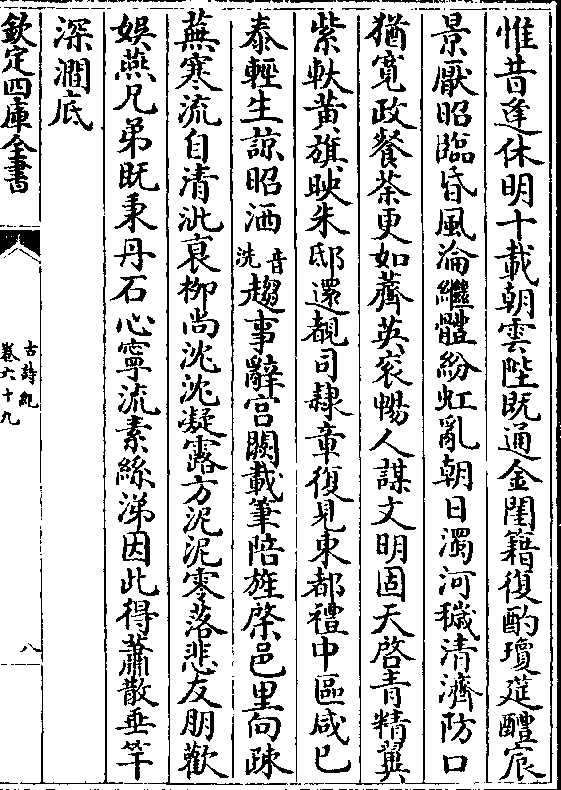 惟昔逢休明十載朝雲陛既通金閨籍復酌瓊筵醴宸
景厭昭臨昏風淪繼體紛虹亂朝日濁河穢清濟防口
猶寛政餐荼更如薺英衮暢人謀文明固天啓青精翼
紫軑黄旗映朱邸還覩司隸章復見東都禮中區咸已
泰輕生諒昭洒音洗趨事辭宫闕載筆陪旌棨邑里向疎
蕪寒流自清泚衰柳尚沈沈凝露方泥泥零落悲友朋歡
娱燕兄弟既秉丹石心寧流素絲涕因此得蕭散垂竿
深澗底
欽定四庫全書
古詩紀
卷六十九
八